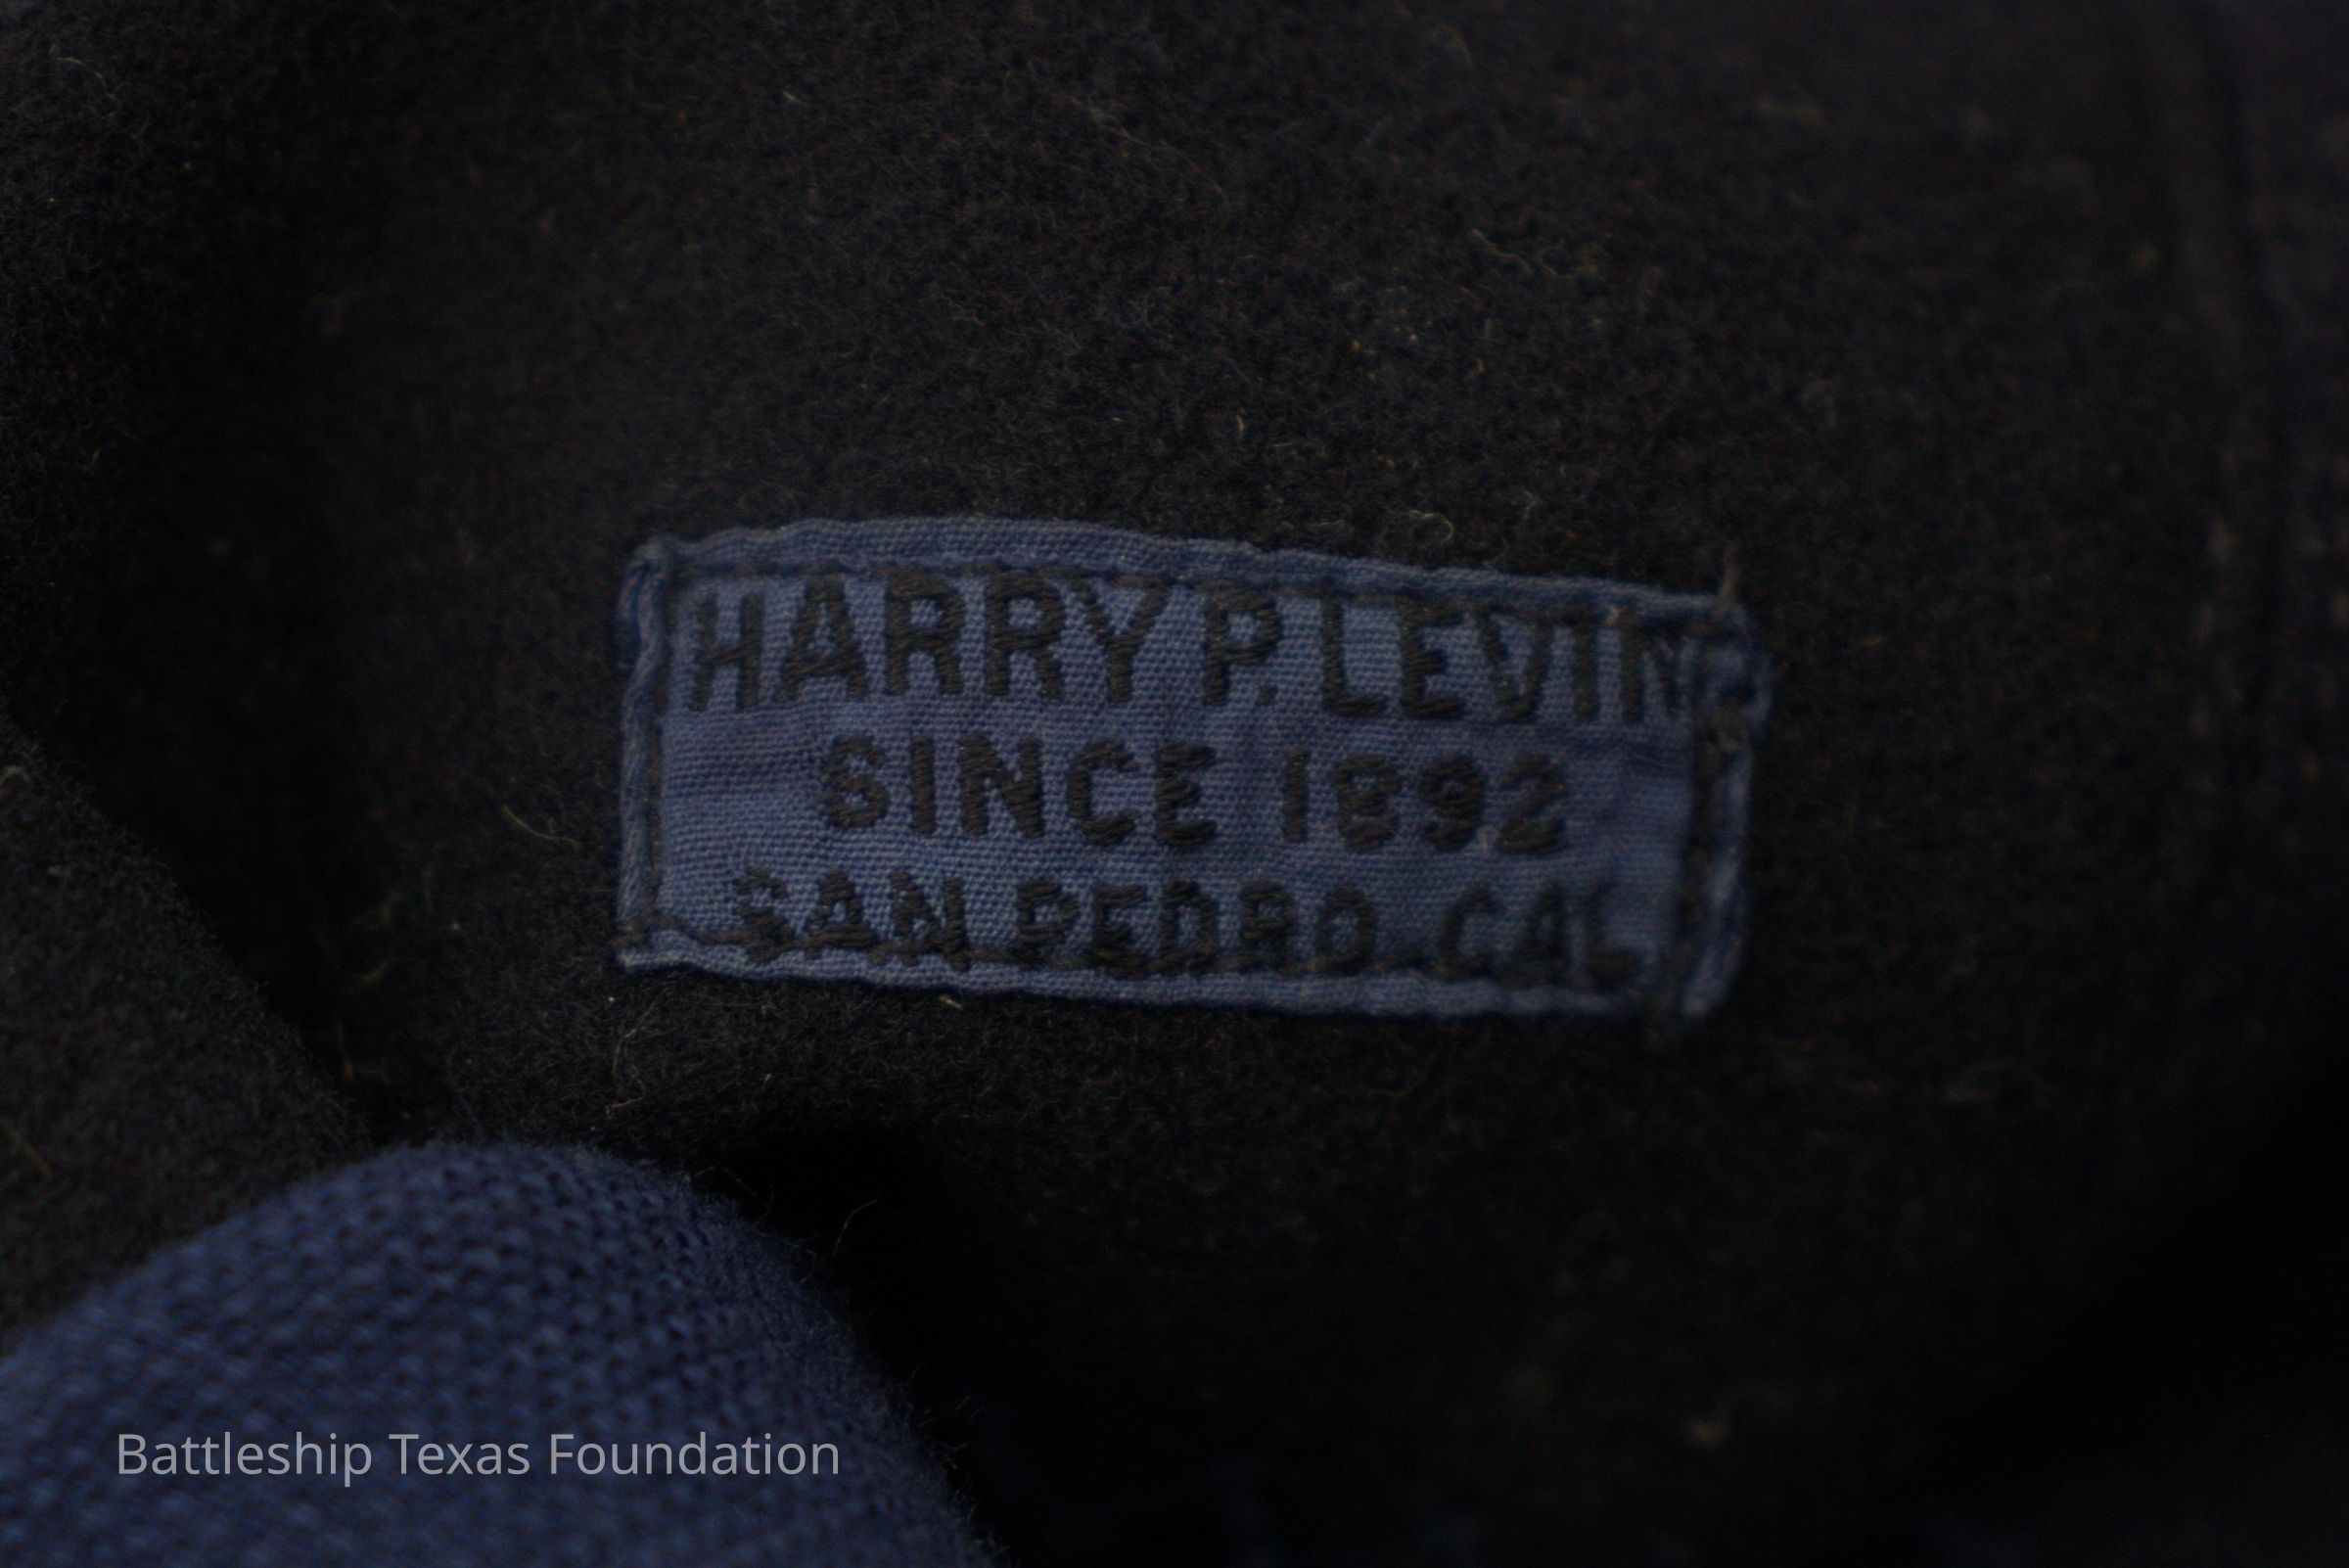 HARRY P. LEVIN
SINCE 1892
SAN PEDRO, CAL
Battleship Texas Foundation